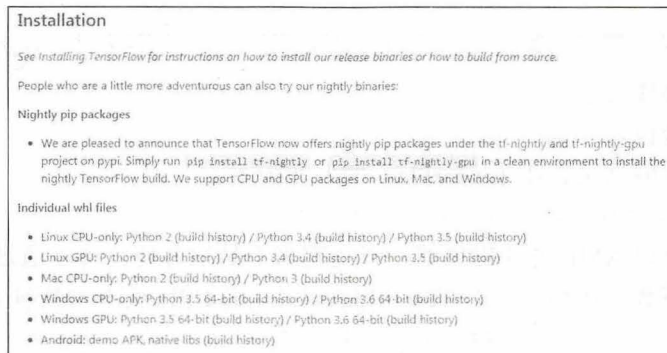 Installation
See Installing TensorFlow for instructions on how to install our release binaries or how to build from source.
People who are a little more adventurous can also try our nightly binaries:
Nightly pip packages
• We are pleased to announce that TensorFlow now offers nightly pip packages under the tf-nightly and tf-nightly-gpu
project on pypi. Simply run pip install tf-nightly or pip install tf-nightly-gpu in a clean environment to install the
nightly TensorFlow build. We support CPU and GPU packages on Linux, Mac, and Windows.
Individual whl files
• Linux CPU-only: Python 2 (build history) / Python 3.4 (build history) / Python 3.5 (build history)
• Linux GPU: Python 2 (build history) / Python 3.4 (build history) / Python 3.5 (build history)
• Mac CPU-only: Python 2 (build history) / Python 3 (build history)
• Windows CPU-only: Python 3.5 64-bit (build history) / Python 3.6 64-bit (build history)
• Windows GPU: Python 3.5 64-bit (build history) / Python 3.6 64-bit (build history)
• Android: demo APK, native libs (build history)